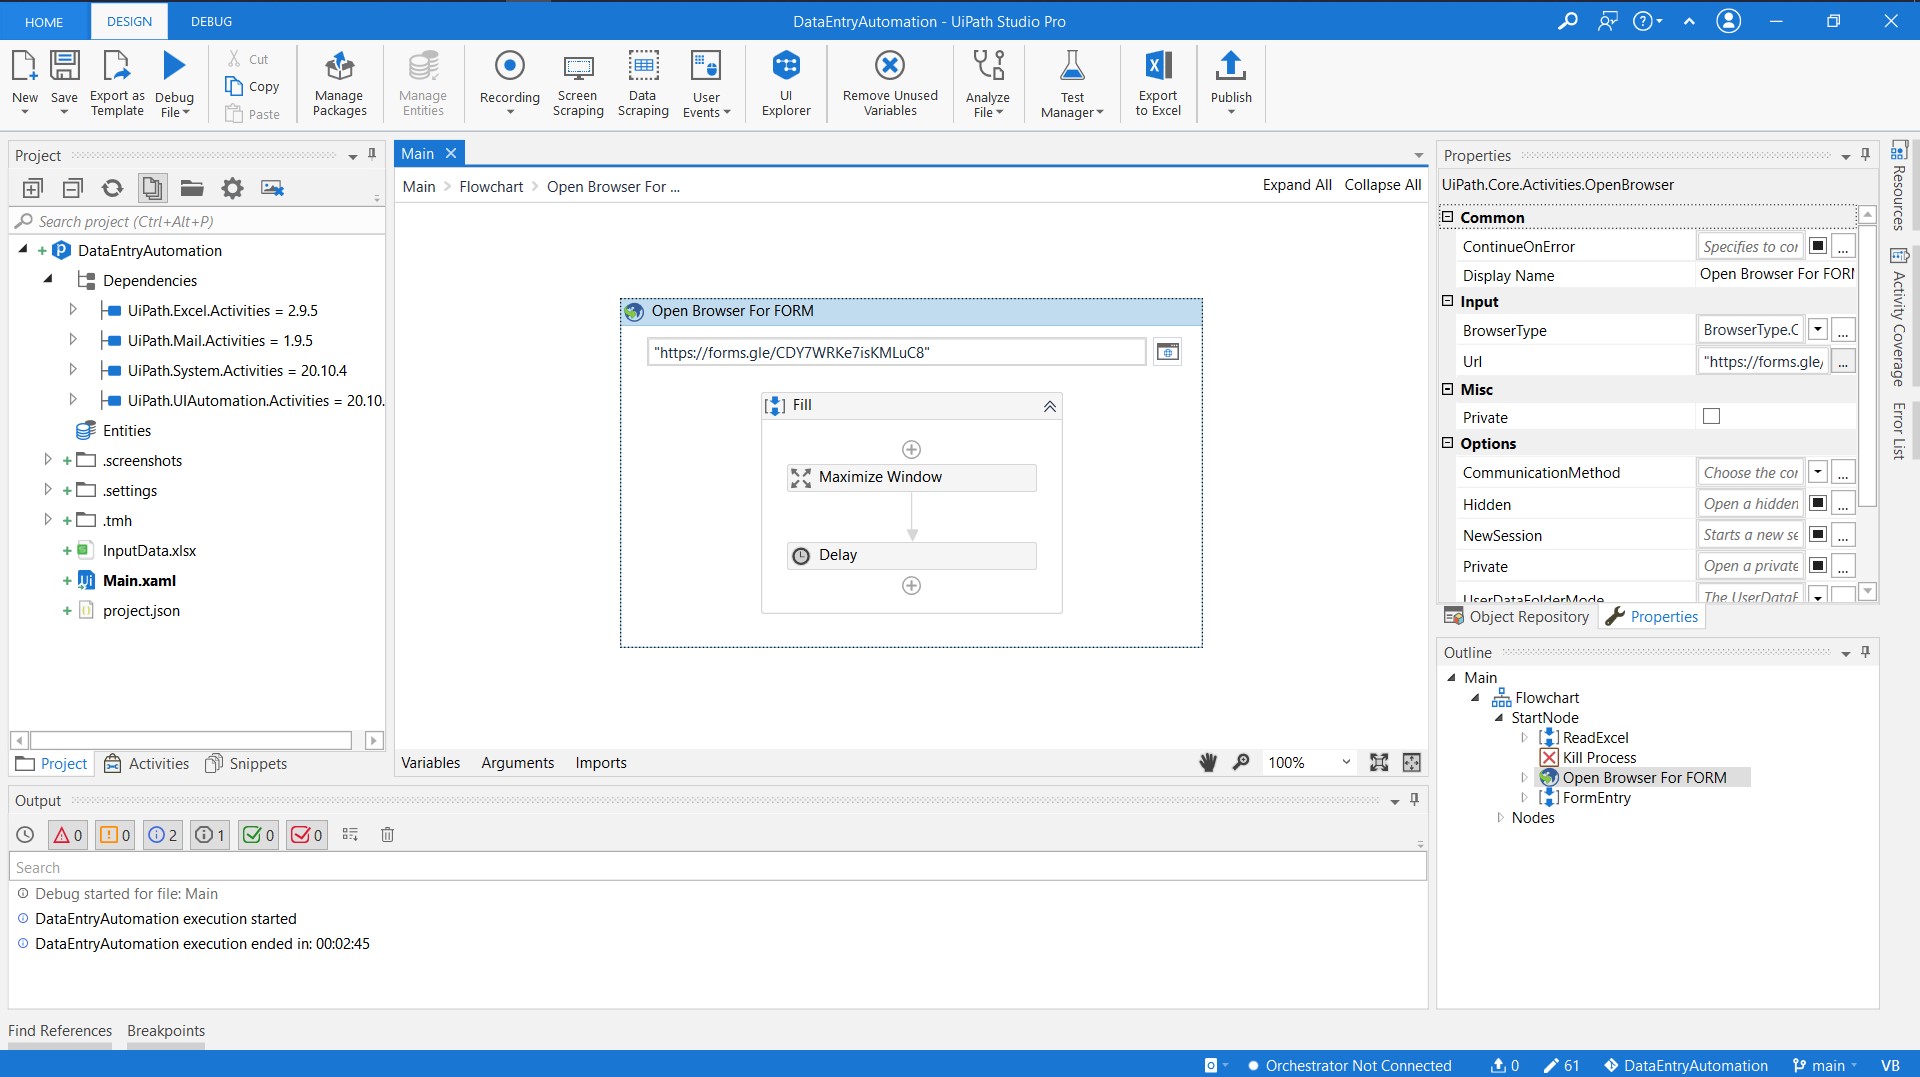 HOME
DESIGN
DEBUG
DataEntryAutomation - UiPath Studio Pro
New
Save
Export as Template
Debug File
Cut
Copy
Paste
Manage Packages
Manage Entities
Recording
Screen Scraping
Data Scraping
User Events
UI Explorer
Remove Unused Variables
Analyze File
Test Manager
Export to Excel
Publish
Project
Search project (Ctrl+Alt+P)
DataEntryAutomation
Dependencies
UiPath.Excel.Activities = 2.9.5
UiPath.Mail.Activities = 1.9.5
UiPath.System.Activities = 20.10.4
UiPath.UIAutomation.Activities = 20.10.
Entities
.screenshots
.settings
.tmh
InputData.xlsx
Main.xaml
project.json
Project
Activities
Snippets
Main
Main > Flowchart > Open Browser For ...
Expand All
Collapse All
Open Browser For FORM
"https://forms.gle/CDY7WRKe7isKMLuC8"
Fill
Maximize Window
Delay
Variables
Arguments
Imports
100%
Properties
UiPath.Core.Activities.OpenBrowser
Common
ContinueOnError
Specifies to cor
...
Display Name
Open Browser For FOR
Input
BrowserType
BrowserType.C
...
Url
"https://forms.gle/
...
Misc
Private
Options
CommunicationMethod
Choose the cor
...
Hidden
Open a hidden
...
NewSession
Starts a new se
...
Private
Open a private
...
UserDataFolderMode
The UserDataF
Object Repository
Properties
Resources
Activity Coverage
Error List
Outline
Main
Flowchart
StartNode
ReadExcel
Kill Process
Open Browser For FORM
FormEntry
Nodes
Output
0
0
2
1
0
0
Search
Debug started for file: Main
DataEntryAutomation execution started
DataEntryAutomation execution ended in: 00:02:45
Find References
Breakpoints
Orchestrator Not Connected
0
61
DataEntryAutomation
main
VB